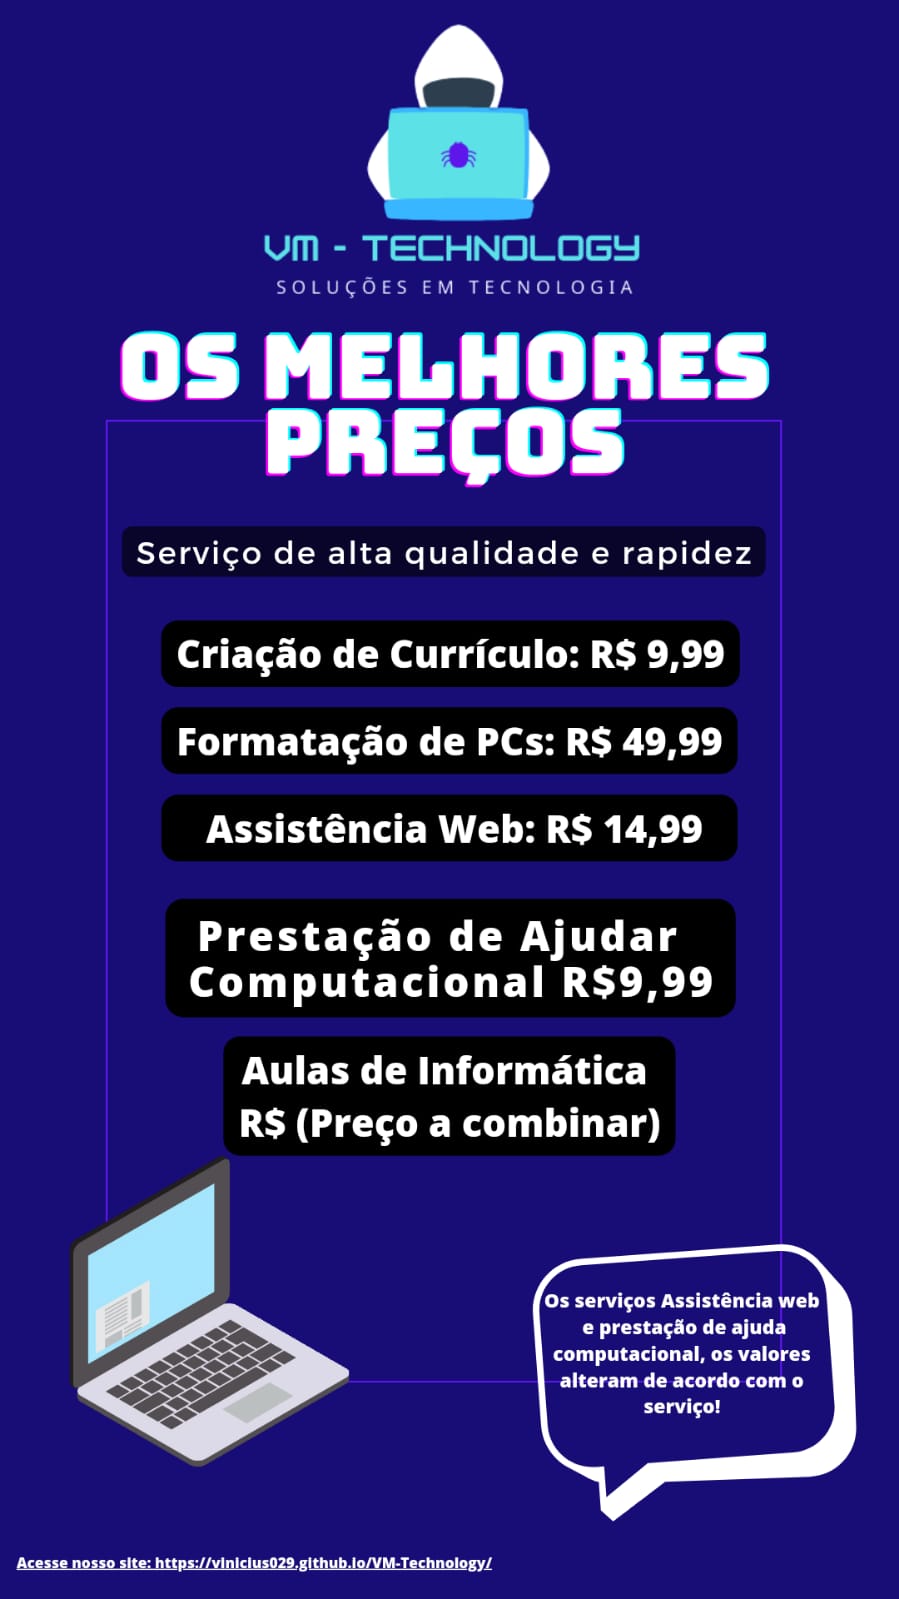 VM - TECHNOLOGY
SOLUÇÕES EM TECNOLOGIA
OS MELHORES
PREÇOS
Serviço de alta qualidade e rapidez
Criação de Currículo: R$ 9,99
Formatação de PCs: R$ 49,99
Assistência Web: R$ 14,99
Prestação de Ajudar
Computacional R$9,99
Aulas de Informática
R$ (Preço a combinar)
Os serviços Assistência web
e prestação de ajuda
computacional, os valores
alteram de acordo com o
serviço!
Acesse nosso site: https://vinicius029.github.io/VM-Technology/